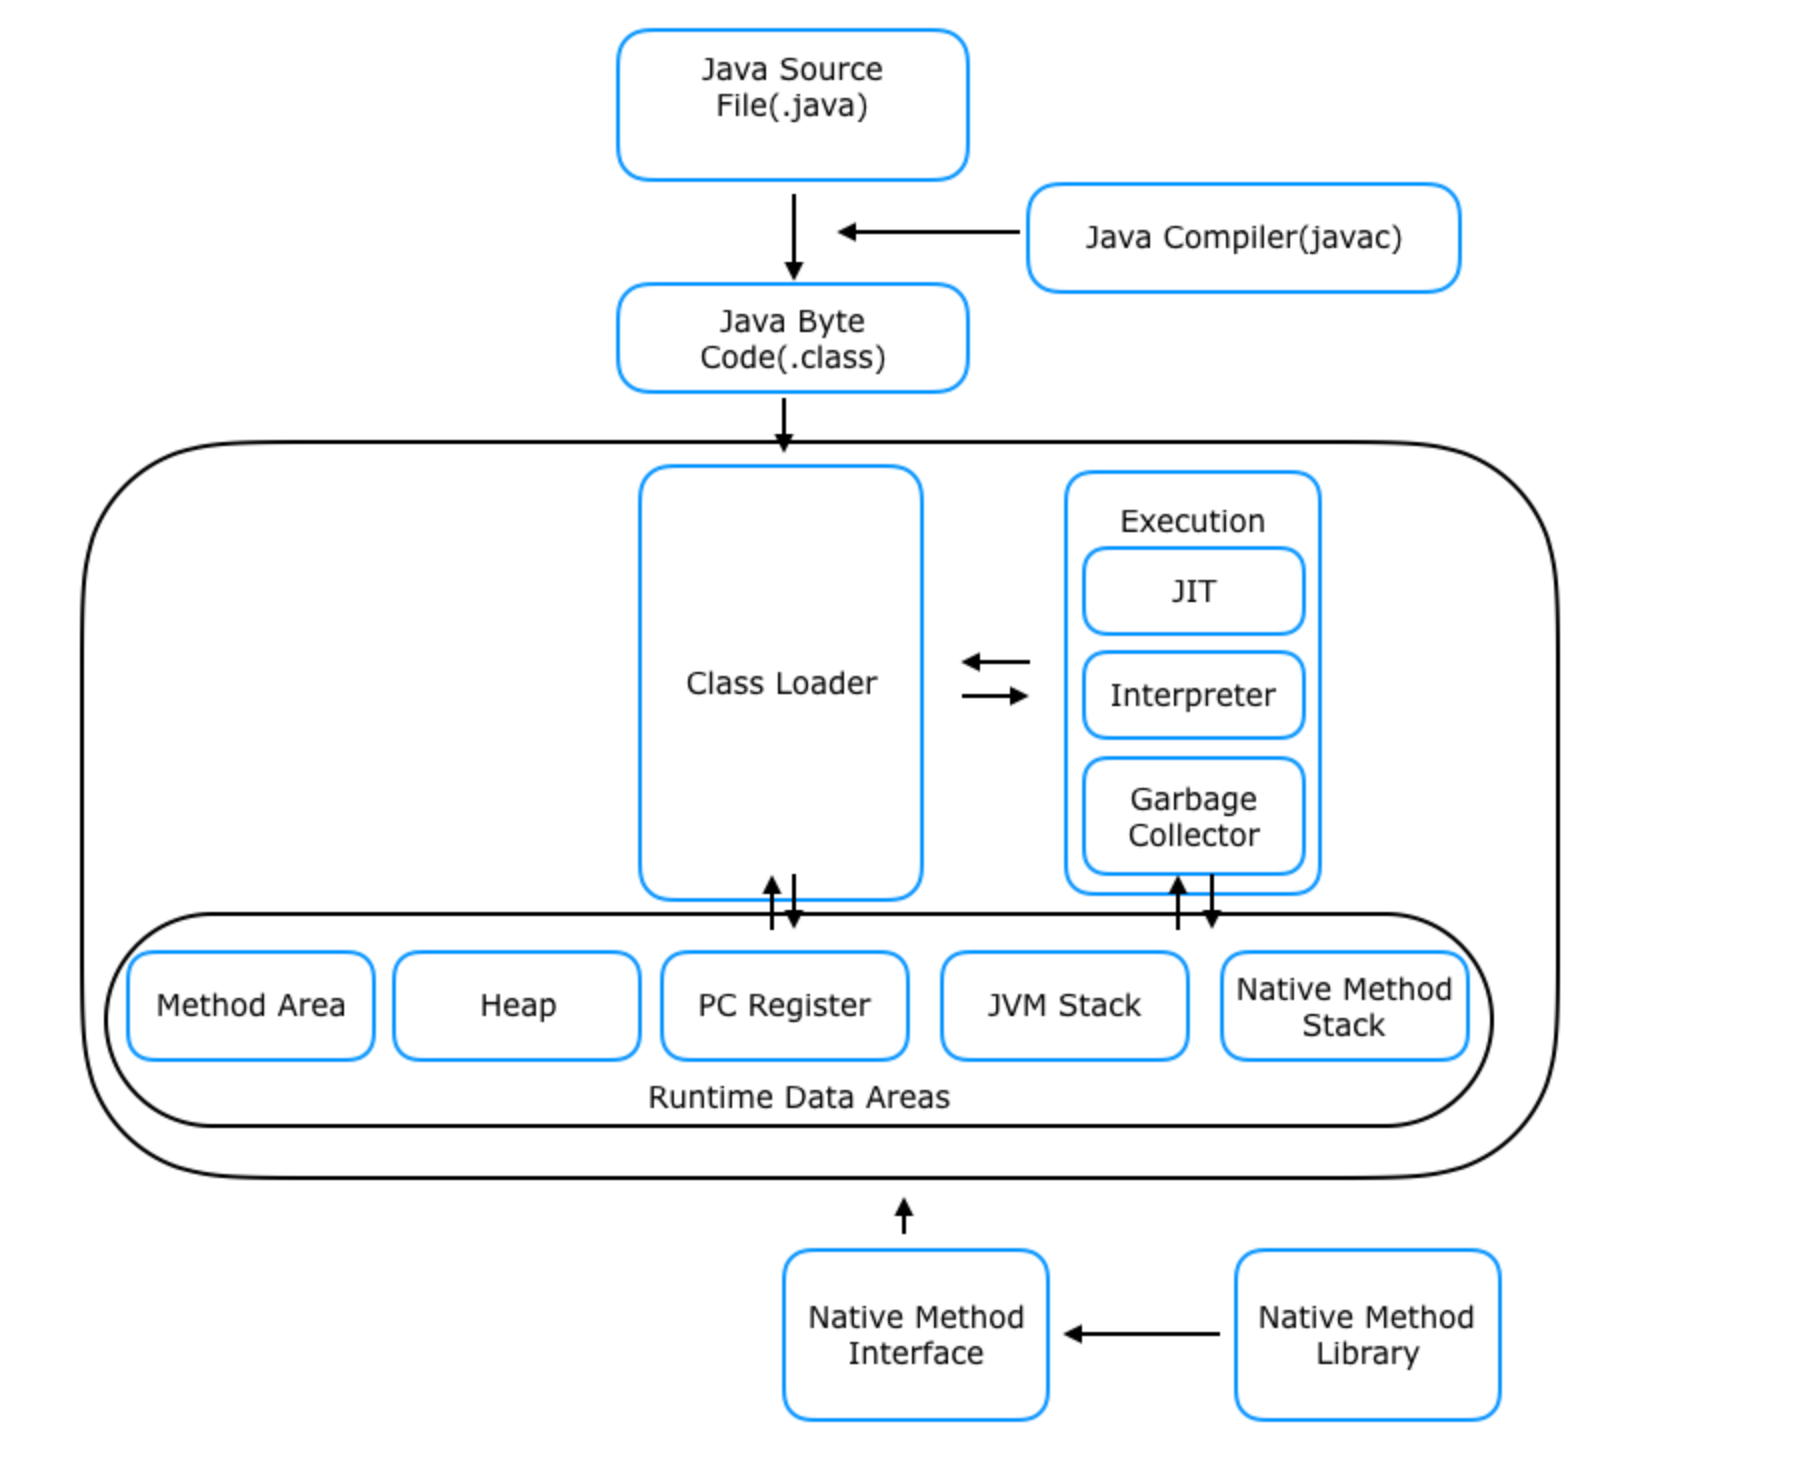 Java Source
File(.java)
Java Compiler(javac)
Java Byte
Code(.class)
Class Loader
Execution
JIT
Interpreter
Garbage
Collector
Method Area
Heap
PC Register
JVM Stack
Native Method
Stack
Runtime Data Areas
Native Method
Interface
Native Method
Library